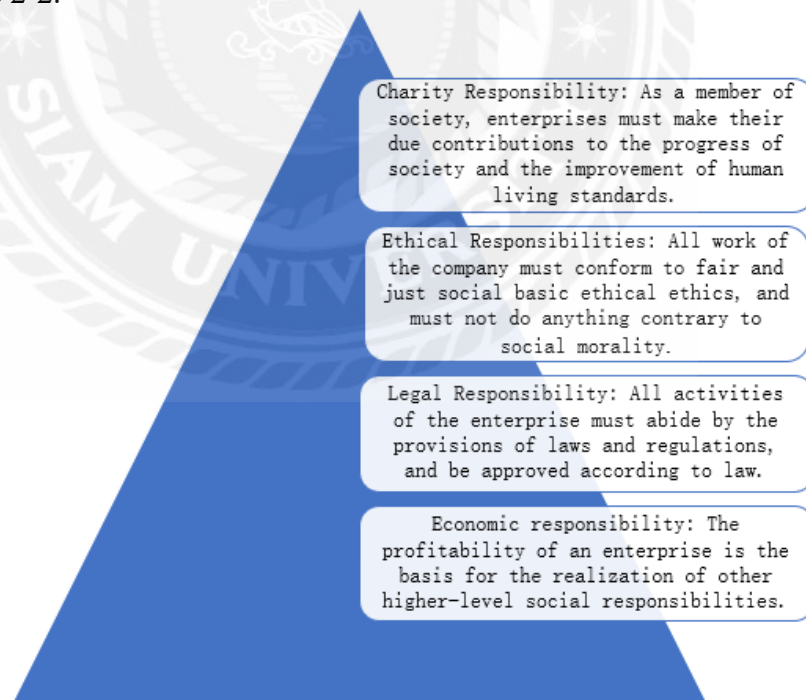 SIAM UNIVERS
Charity Responsibility: As a member of
society, enterprises must make their
due contributions to the progress of
society and the improvement of human
living standards.
Ethical Responsibilities: All work of
the company must conform to fair and
just social basic ethical ethics, and
must not do anything contrary to
social morality.
Legal Responsibility: All activities
of the enterprise must abide by the
provisions of laws and regulations,
and be approved according to law.
Economic responsibility: The
profitability of an enterprise is the
basis for the realization of other
higher-level social responsibilities.